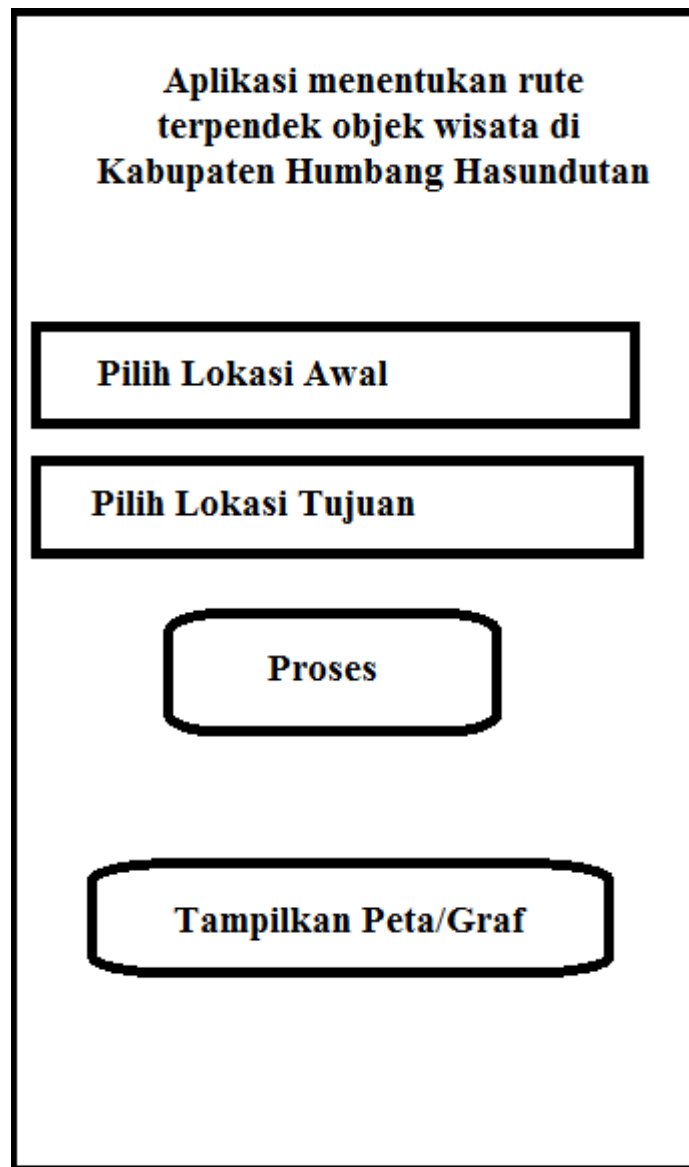 Aplikasi menentukan rute
terpendek objek wisata di
Kabupaten Humbang Hasundutan
Pilih Lokasi Awal
Pilih Lokasi Tujuan
Proses
Tampilkan Peta/Graf